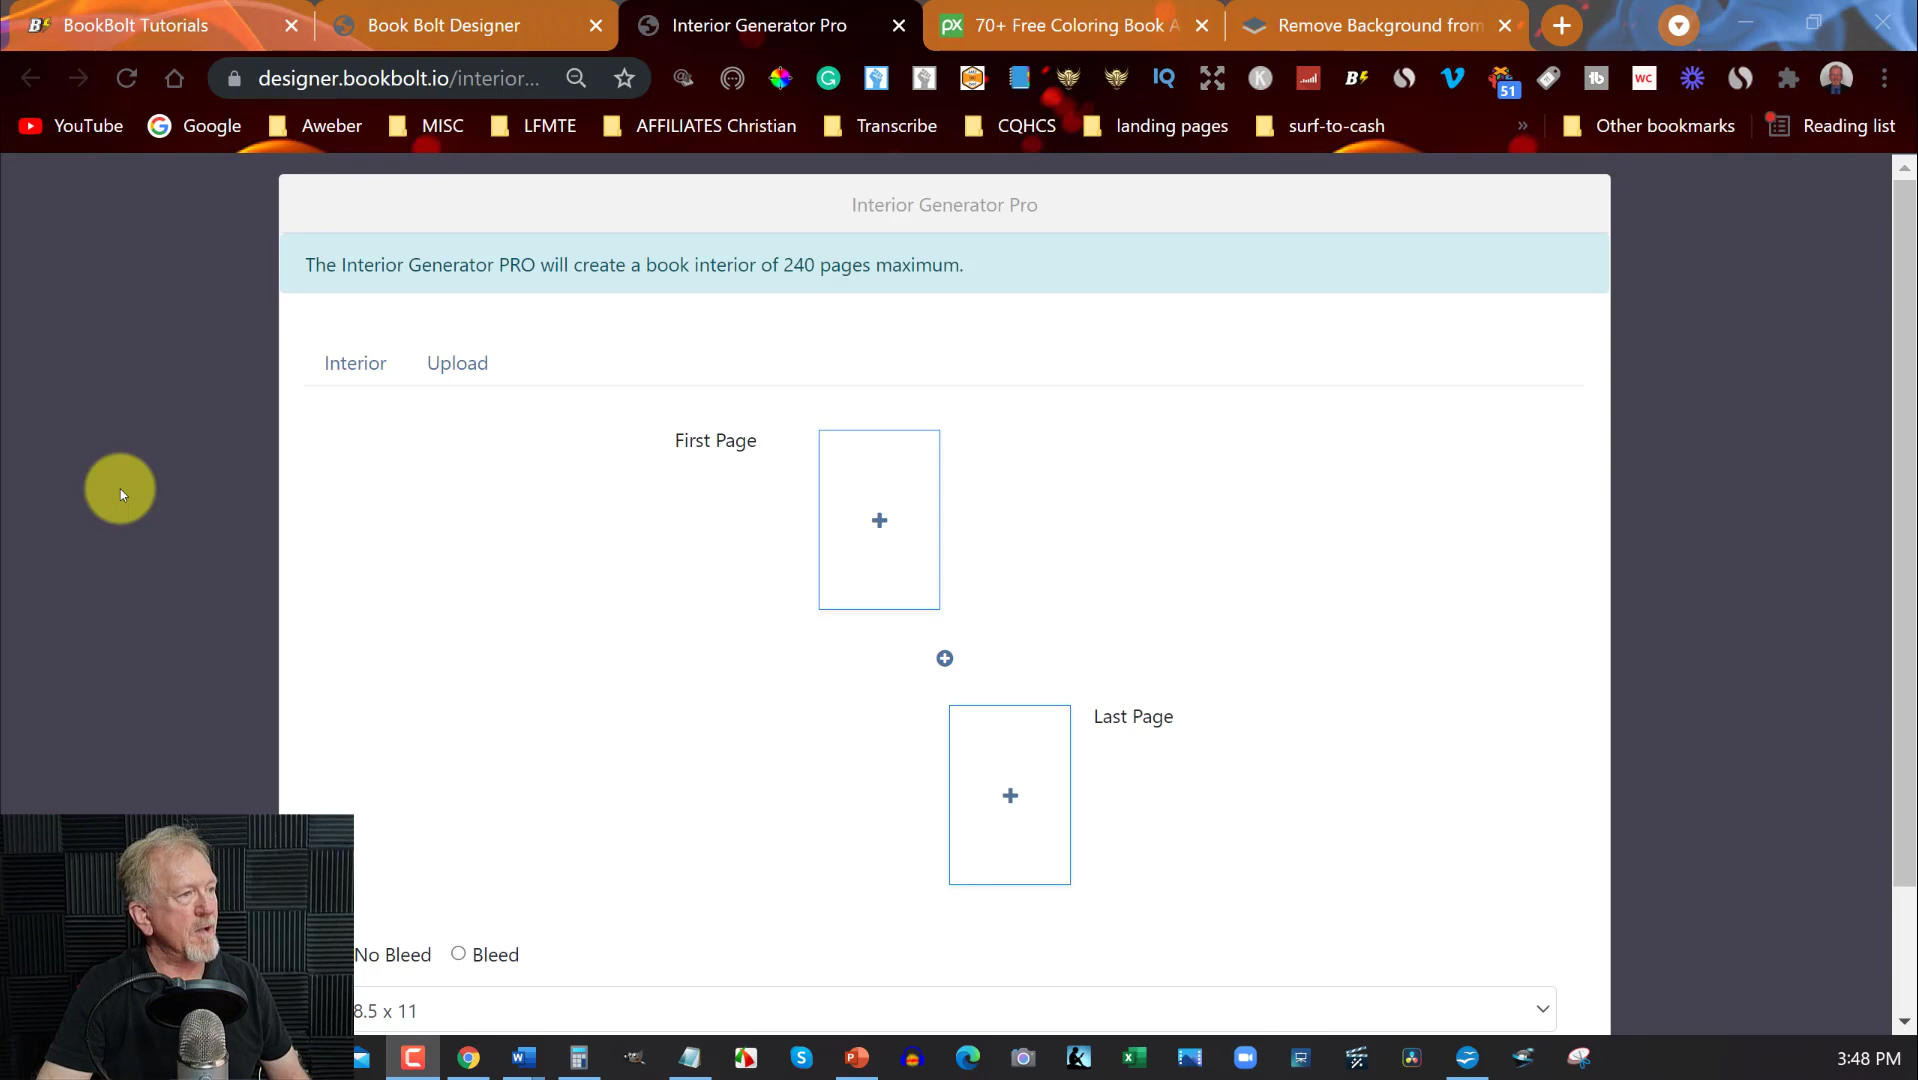 BookBolt Tutorials
Book Bolt Designer
Interior Generator Pro
70+ Free Coloring Book A
Remove Background from
designer.bookbolt.io/interior...
51
YouTube
Google
Aweber
MISC
LFMTE
AFFILIATES Christian
Transcribe
CQHCS
landing pages
surf-to-cash
»
Other bookmarks
Reading list
Interior Generator Pro
The Interior Generator PRO will create a book interior of 240 pages maximum.
Interior
Upload
First Page
Last Page
No Bleed
Bleed
8.5 x 11
3:48 PM